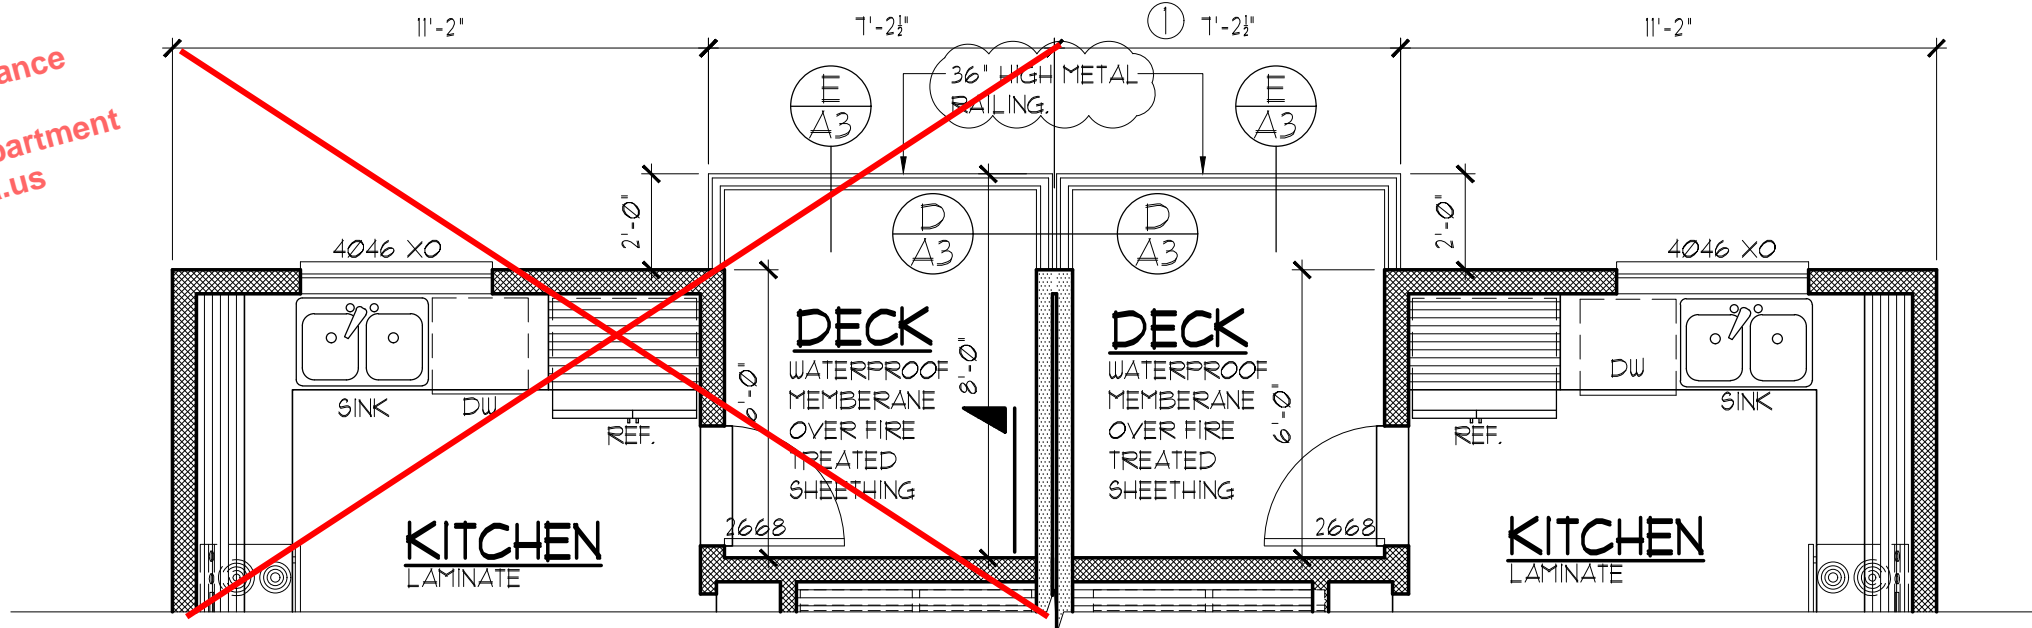 11'-2"
7'-2½"
1
7'-2½"
11'-2"
36" HIGH METAL
RAILING.
E
A3
E
A3
2'-0"
2'-0"
D
A3
D
A3
4046 XO
4046 XO
DECK
WATERPROOF
MEMBERANE
OVER FIRE
TREATED
SHEETHING
8'-0"
6'-0"
DECK
WATERPROOF
MEMBERANE
OVER FIRE
TREATED
SHEETHING
6'-0"
SINK
DW
REF.
REF.
DW
SINK
2668
2668
KITCHEN
LAMINATE
KITCHEN
LAMINATE